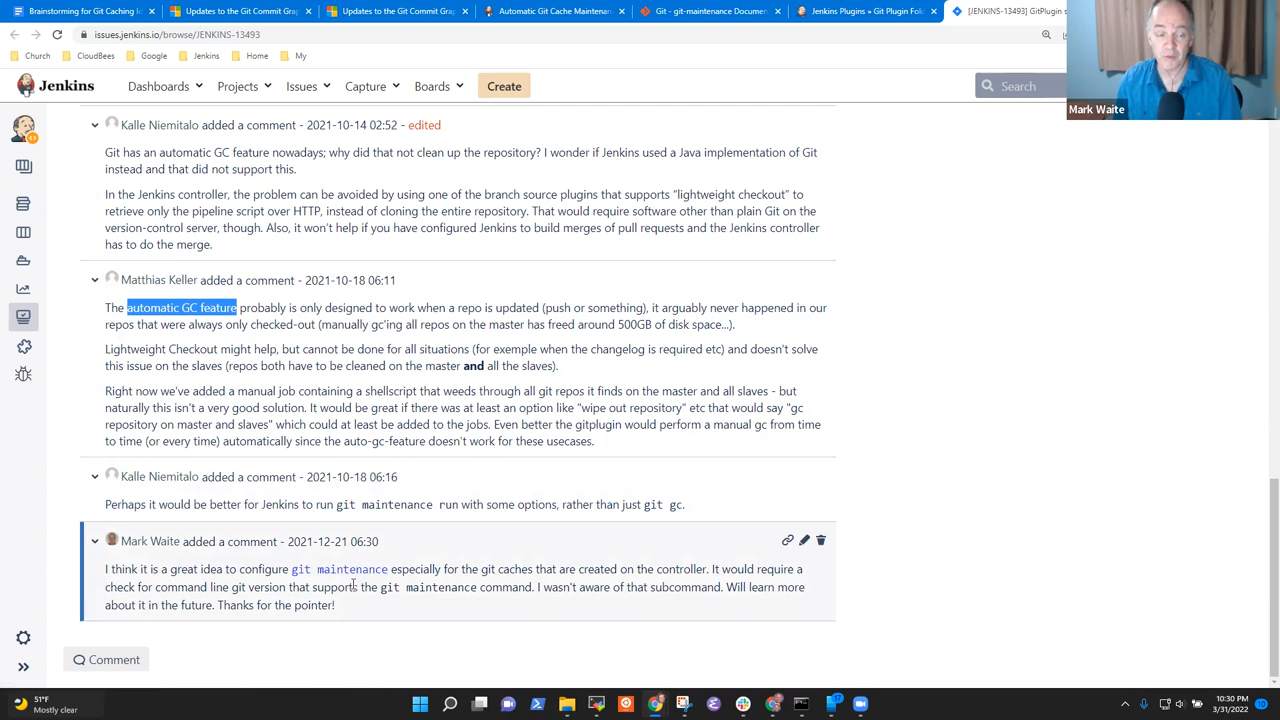 Brainstorming for Git Caching Id
Updates to the Git Commit Grap
Updates to the Git Commit Grap
Automatic Git Cache Maintenan
Git - git-maintenance Documen
Jenkins Plugins » Git Plugin Fold
[JENKINS-13493] GitPlugin s
issues.jenkins.io/browse/JENKINS-13493
Church
CloudBees
Google
Jenkins
Home
My
Jenkins
Dashboards
Projects
Issues
Capture
Boards
Create
Search
Mark Waite
Kalle Niemitalo added a comment - 2021-10-14 02:52 - edited
Git has an automatic GC feature nowadays; why did that not clean up the repository? I wonder if Jenkins used a Java implementation of Git
instead and that did not support this.
In the Jenkins controller, the problem can be avoided by using one of the branch source plugins that supports "lightweight checkout" to
retrieve only the pipeline script over HTTP, instead of cloning the entire repository. That would require software other than plain Git on the
version-control server, though. Also, it won't help if you have configured Jenkins to build merges of pull requests and the Jenkins controller
has to do the merge.
Matthias Keller added a comment - 2021-10-18 06:11
The automatic GC feature probably is only designed to work when a repo is updated (push or something), it arguably never happened in our
repos that were always only checked-out (manually gc'ing all repos on the master has freed around 500GB of disk space...).
Lightweight Checkout might help, but cannot be done for all situations (for exemple when the changelog is required etc) and doesn't solve
this issue on the slaves (repos both have to be cleaned on the master and all the slaves).
Right now we've added a manual job containing a shellscript that weeds through all git repos it finds on the master and all slaves - but
naturally this isn't a very good solution. It would be great if there was at least an option like "wipe out repository" etc that would say "gc
repository on master and slaves" which could at least be added to the jobs. Even better the gitplugin would perform a manual gc from time
to time (or every time) automatically since the auto-gc-feature doesn't work for these usecases.
Kalle Niemitalo added a comment - 2021-10-18 06:16
Perhaps it would be better for Jenkins to run git maintenance run with some options, rather than just git gc.
Mark Waite added a comment - 2021-12-21 06:30
I think it is a great idea to configure git maintenance especially for the git caches that are created on the controller. It would require a
check for command line git version that supports the git maintenance command. I wasn't aware of that subcommand. Will learn more
about it in the future. Thanks for the pointer!
Comment
51°F
Mostly clear
17
10:30 PM
3/31/2022
10